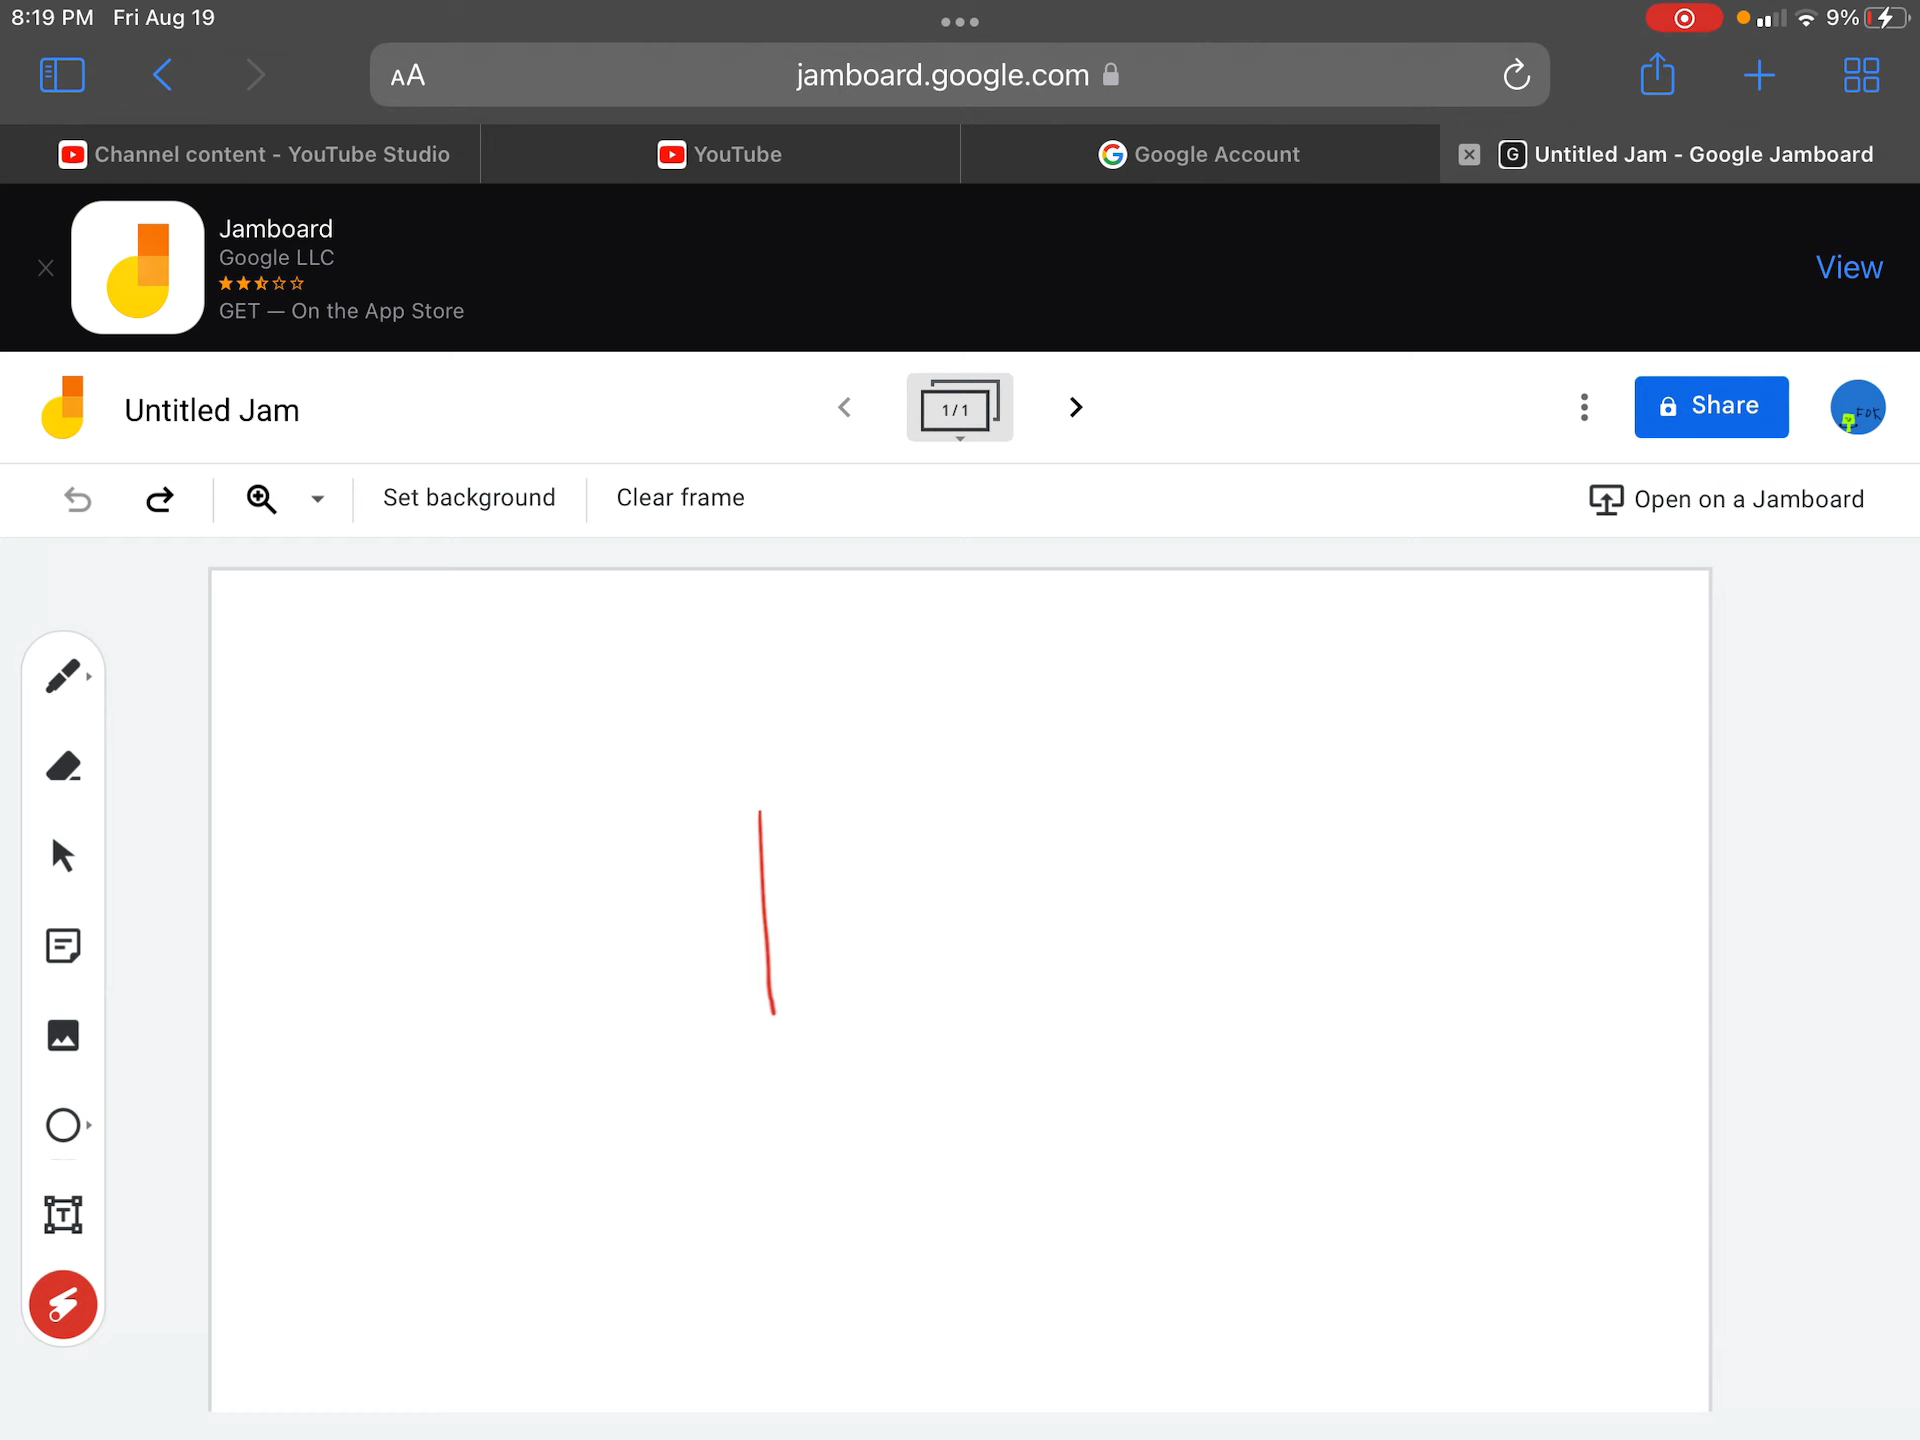 8:19 PM Fri Aug 19
9%
AA
jamboard.google.com
Channel content - YouTube Studio
YouTube
G Google Account
G Untitled Jam - Google Jamboard
Jamboard
Google LLC
GET — On the App Store
View
Untitled Jam
1/1
Share
FDK
Set background
Clear frame
Open on a Jamboard
T